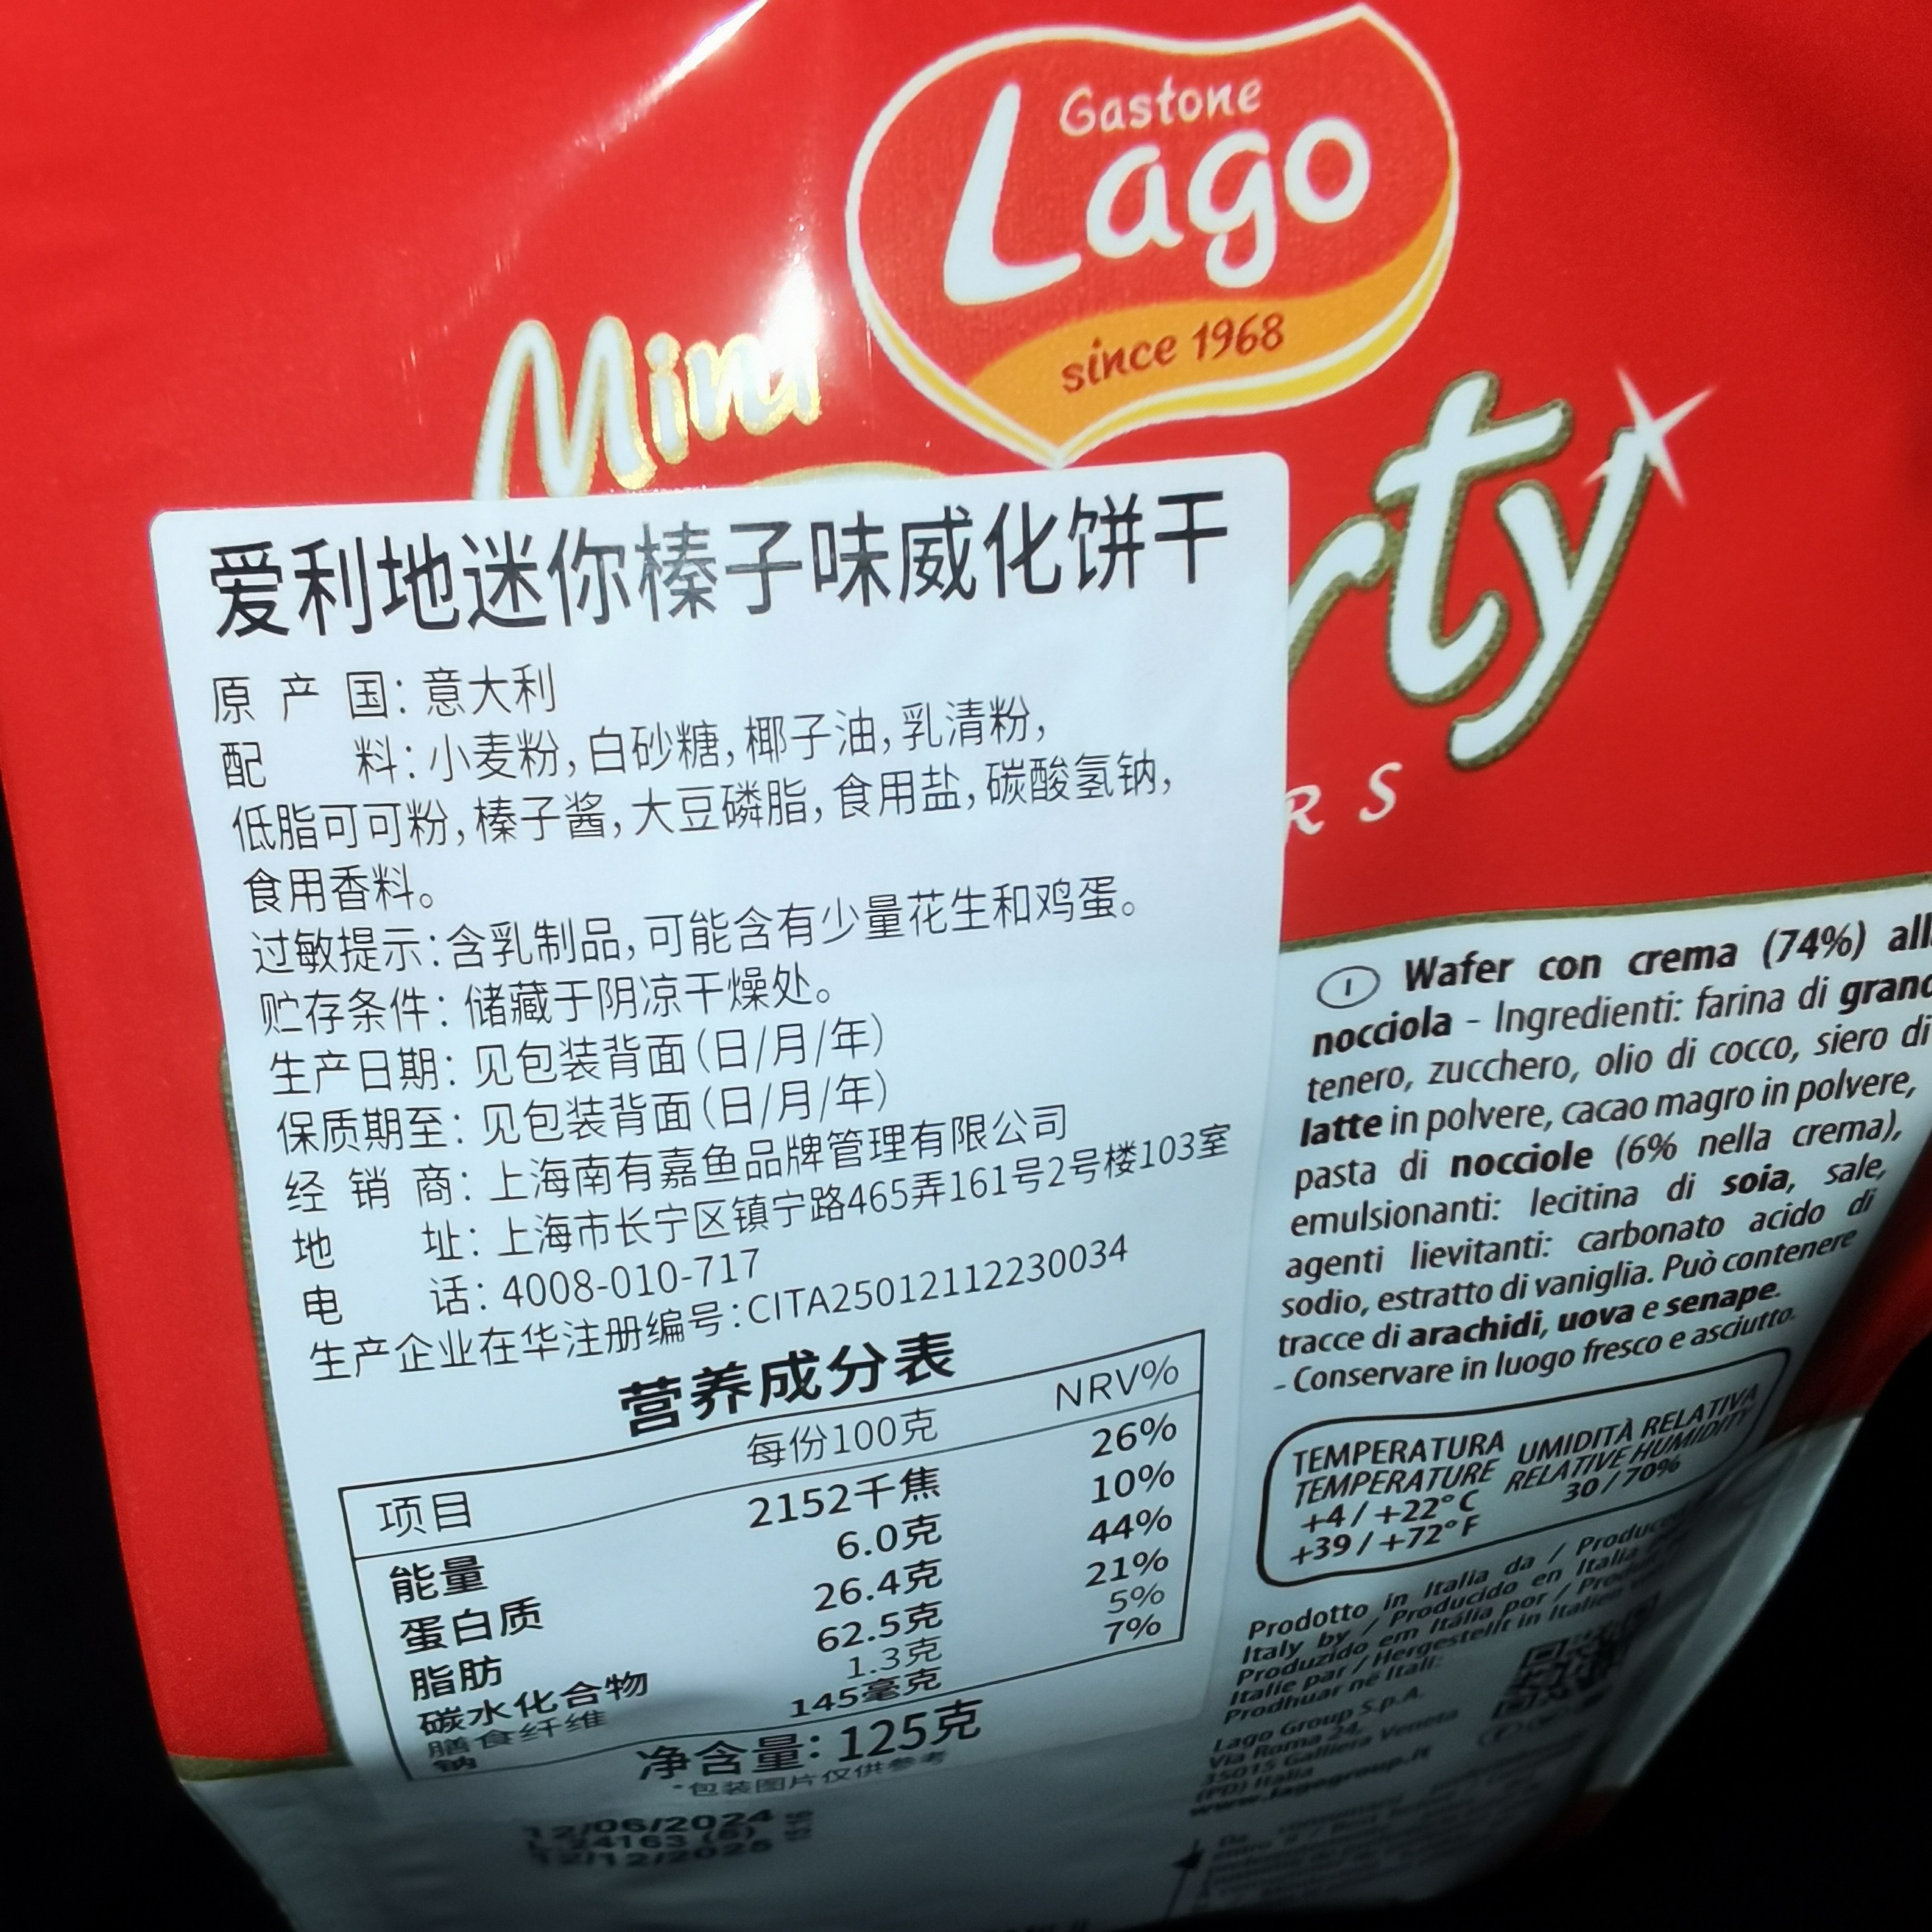 Gastone
Lago
since 1968
Mini
rty
RS
爱利地迷你榛子味威化饼干
原产国：意大利
配料：小麦粉，白砂糖，椰子油，乳清粉，
低脂可可粉，榛子酱，大豆磷脂，食用盐，碳酸氢钠，
食用香料。
过敏提示：含乳制品，可能含有少量花生和鸡蛋。
贮存条件：储藏于阴凉干燥处。
生产日期：见包装背面（日/月/年）
保质期至：见包装背面（日/月/年）
经销商：上海南有嘉鱼品牌管理有限公司
地址：上海市长宁区镇宁路465弄161号2号楼103室
电话：4008-010-717
生产企业在华注册编号：CITA25012112230034
营养成分表
项目 每份100克 NRV%
能量 2152千焦 26%
蛋白质 6.0克 10%
脂肪 26.4克 44%
碳水化合物 62.5克 21%
膳食纤维 1.3克 5%
钠 145毫克 7%
净含量：125克
*包装图片仅供参考
12/06/2024
L 24163 (S)
12/12/2025
I Wafer con crema (74%) all
nocciola - Ingredienti: farina di grano
tenero, zucchero, olio di cocco, siero di
latte in polvere, cacao magro in polvere,
pasta di nocciole (6% nella crema),
emulsionanti: lecitina di soia, sale,
agenti lievitanti: carbonato acido di
sodio, estratto di vaniglia. Può contenere
tracce di arachidi, uova e senape.
- Conservare in luogo fresco e asciutto.
TEMPERATURA UMIDITÀ RELATIVA
TEMPERATURE RELATIVE HUMIDITY
+4 / +22° C 30 / 70%
+39 / +72° F
Prodotto in Italia da / Produced
Italy by / Producido en Italia
Produzido em Itália por / Prod
Italie par / Hergestellt in Italien
Prodhuar në Itali:
Lago Group S.p.A.
Via Roma 24,
35015 Galliera Veneta
(PD) Italia
www.lagogroup.it